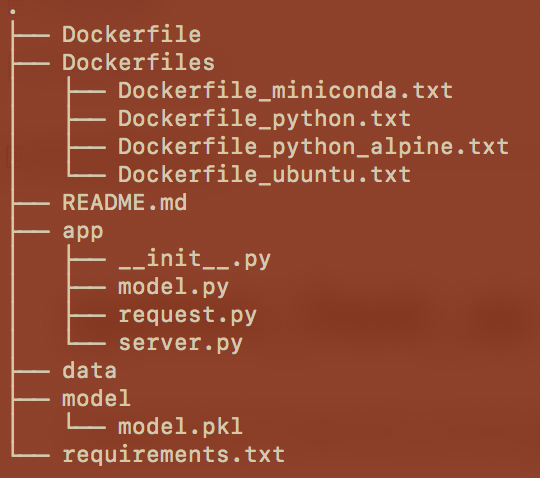 .
├── Dockerfile
├── Dockerfiles
│   ├── Dockerfile_miniconda.txt
│   ├── Dockerfile_python.txt
│   ├── Dockerfile_python_alpine.txt
│   └── Dockerfile_ubuntu.txt
├── README.md
├── app
│   ├── __init__.py
│   ├── model.py
│   ├── request.py
│   └── server.py
├── data
├── model
│   └── model.pkl
└── requirements.txt